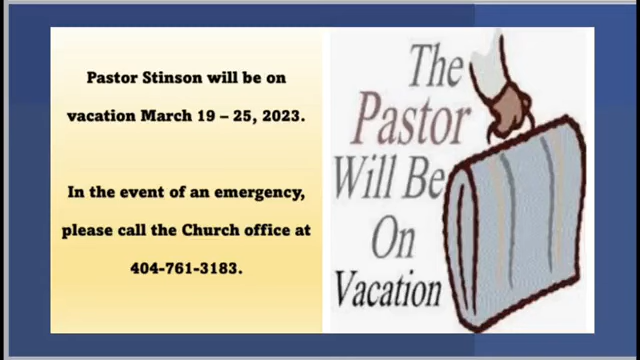 Pastor Stinson will be on
vacation March 19 – 25, 2023.
In the event of an emergency,
please call the Church office at
404-761-3183.
The
Pastor
Will Be
On
Vacation